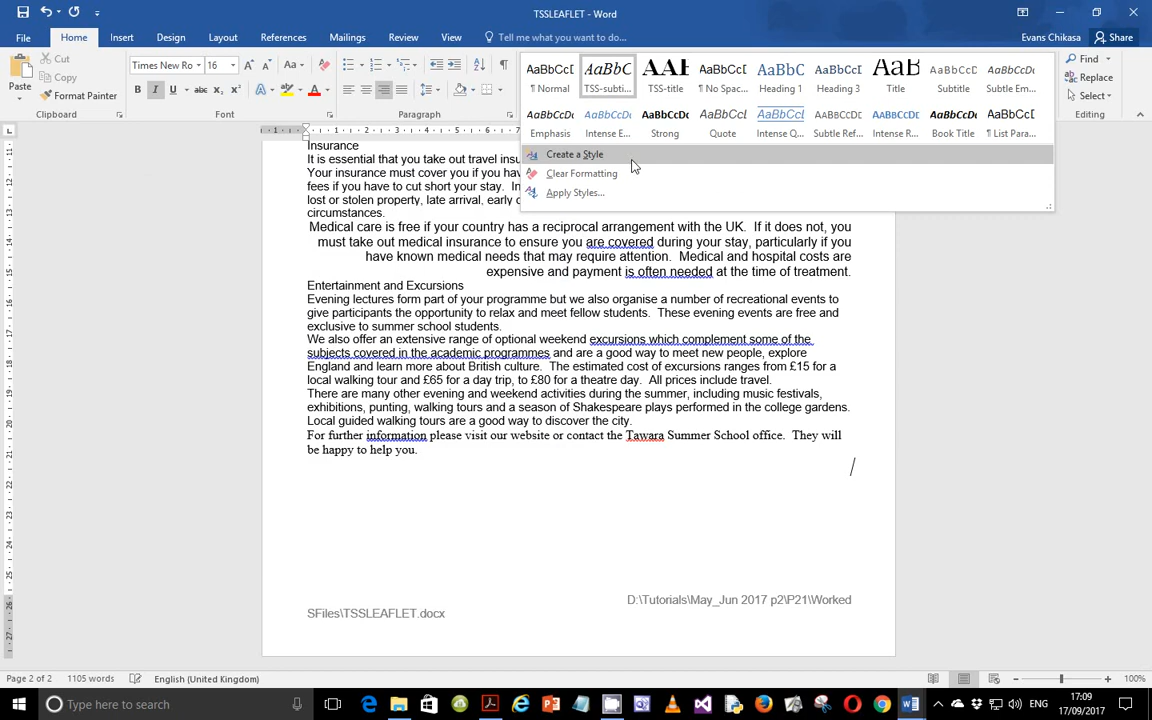 TSSLEAFLET - Word
File Home Insert Design Layout References Mailings Review View Tell me what you want to do... Evans Chikasa Share
Paste Cut Copy Format Painter
Times New Ro 16 Aa
B I U abc x₂ x² A A
AaBbCcDd AaBbC AaBbCcDd AaBbC AaBbCcDd AaBbCcD AaBbCcDd
¶ Normal TSS-subti... TSS-title ¶ No Spac... Heading 1 Heading 3 Title Subtitle Subtle Em...
Emphasis Intense E... Strong Quote Intense Q... Subtle Ref... Intense R... Book Title ¶ List Para...
Find
Replace
Select
Clipboard Font Paragraph Editing
Create a Style
Clear Formatting
Apply Styles...
Insurance
It is essential that you take out travel insu
Your insurance must cover you if you hav
fees if you have to cut short your stay. In
lost or stolen property, late arrival, early d
circumstances.
Medical care is free if your country has a reciprocal arrangement with the UK. If it does not, you
must take out medical insurance to ensure you are covered during your stay, particularly if you
have known medical needs that may require attention. Medical and hospital costs are
expensive and payment is often needed at the time of treatment.
Entertainment and Excursions
Evening lectures form part of your programme but we also organise a number of recreational events to
give participants the opportunity to relax and meet fellow students. These evening events are free and
exclusive to summer school students.
We also offer an extensive range of optional weekend excursions which complement some of the
subjects covered in the academic programmes and are a good way to meet new people, explore
England and learn more about British culture. The estimated cost of excursions ranges from £15 for a
local walking tour and £65 for a day trip, to £80 for a theatre day. All prices include travel.
There are many other evening and weekend activities during the summer, including music festivals,
exhibitions, punting, walking tours and a season of Shakespeare plays performed in the college gardens.
Local guided walking tours are a good way to discover the city.
For further information please visit our website or contact the Tawara Summer School office. They will
be happy to help you.
D:\Tutorials\May_Jun 2017 p2\P21\Worked
SFiles\TSSLEAFLET.docx
Page 2 of 2 1105 words English (United Kingdom) 100%
Type here to search ENG 17:09
17/09/2017